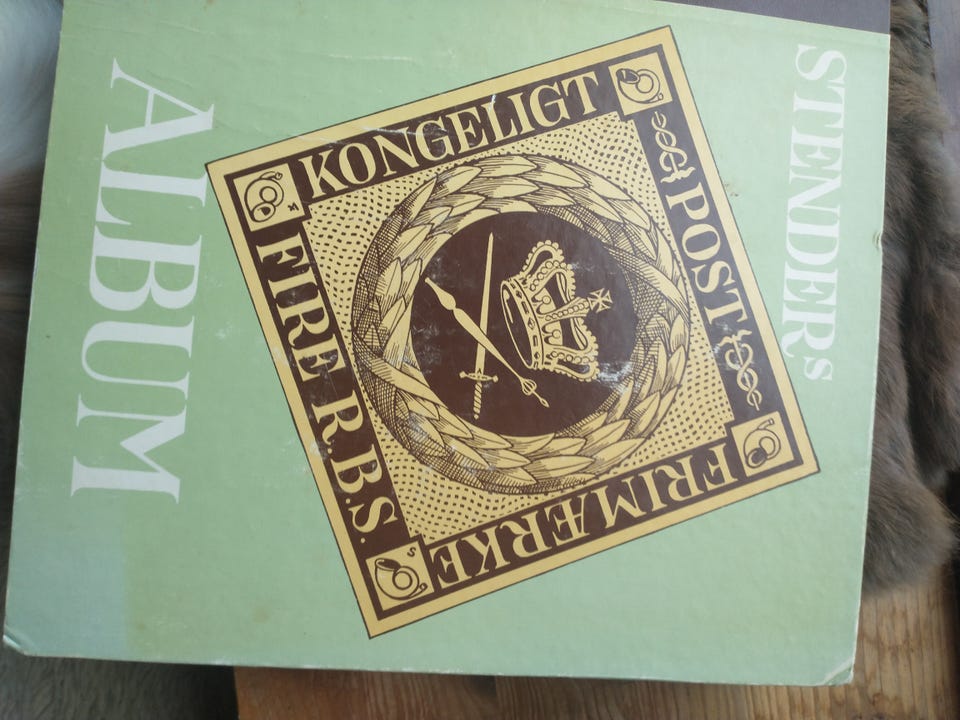 STENDERs
KONGELIGT
POST
FRIMÆRKE
FIRE R.B.S.
ALBUM